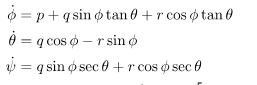 ϕ̇ = p + q sin ϕ tan θ + r cos ϕ tan θ
θ̇ = q cos ϕ − r sin ϕ
ψ̇ = q sin ϕ sec θ + r cos ϕ sec θ